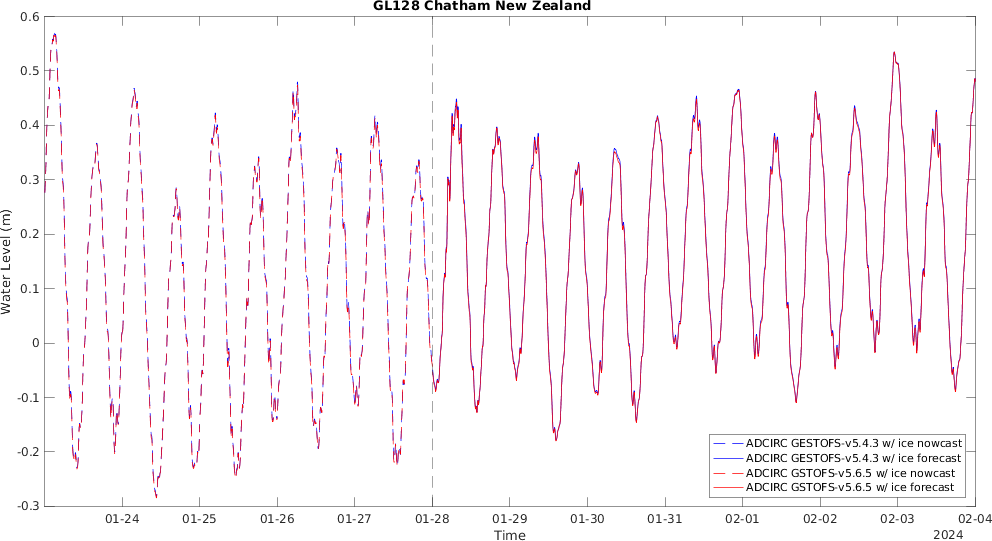 GL128 Chatham New Zealand
0.6
0.5
0.4
0.3
0.2
0.1
0
-0.1
-0.2
-0.3
Water Level (m)
ADCIRC GESTOFS-v5.4.3 w/ ice nowcast
ADCIRC GESTOFS-v5.4.3 w/ ice forecast
ADCIRC GSTOFS-v5.6.5 w/ ice nowcast
ADCIRC GSTOFS-v5.6.5 w/ ice forecast
01-24 01-25 01-26 01-27 01-28 01-29 01-30 01-31 02-01 02-02 02-03 02-04
Time
2024